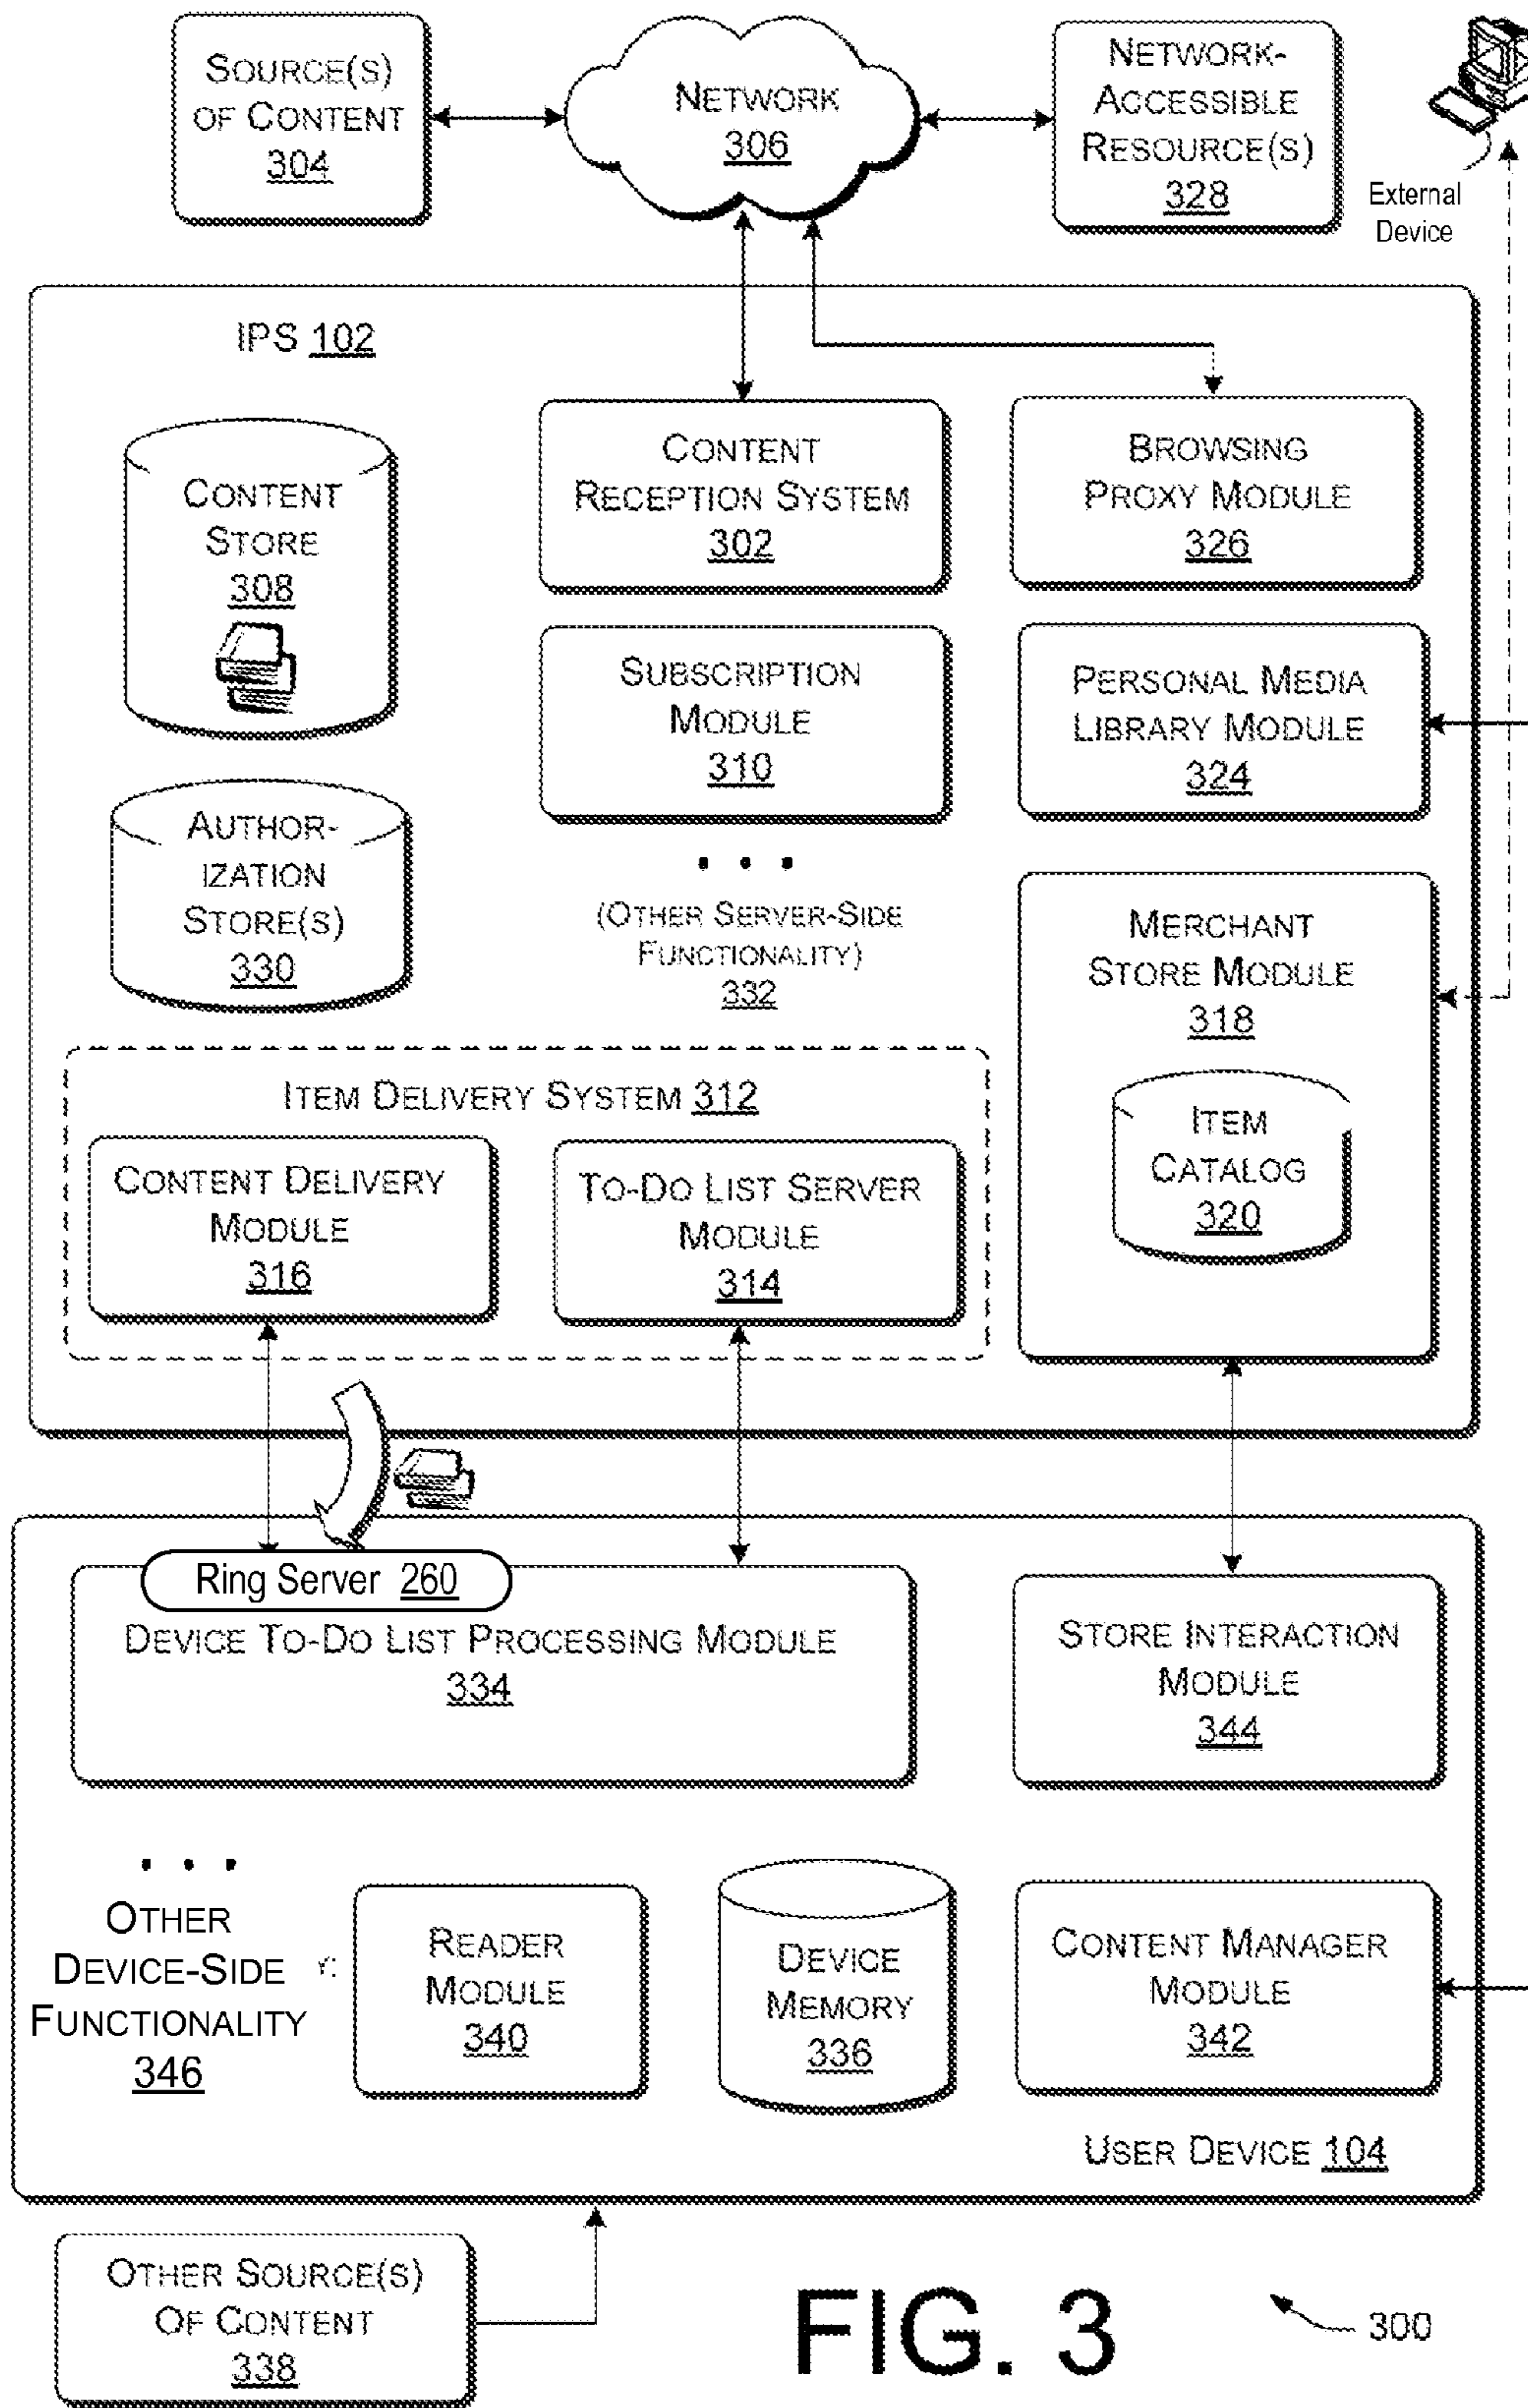 SOURCE(S)
OF CONTENT
304
NETWORK
306
NETWORK-
ACCESSIBLE
RESOURCE(S)
328
External
Device
IPS 102
CONTENT
STORE
308
CONTENT
RECEPTION SYSTEM
302
BROWSING
PROXY MODULE
326
SUBSCRIPTION
MODULE
310
PERSONAL MEDIA
LIBRARY MODULE
324
AUTHOR-
IZATION
STORE(S)
330
• • •
(OTHER SERVER-SIDE
FUNCTIONALITY)
332
MERCHANT
STORE MODULE
318
ITEM
CATALOG
320
ITEM DELIVERY SYSTEM 312
CONTENT DELIVERY
MODULE
316
TO-DO LIST SERVER
MODULE
314
Ring Server 260
DEVICE TO-DO LIST PROCESSING MODULE
334
STORE INTERACTION
MODULE
344
• • •
OTHER
DEVICE-SIDE
FUNCTIONALITY
346
READER
MODULE
340
DEVICE
MEMORY
336
CONTENT MANAGER
MODULE
342
USER DEVICE 104
OTHER SOURCE(S)
OF CONTENT
338
FIG. 3
300